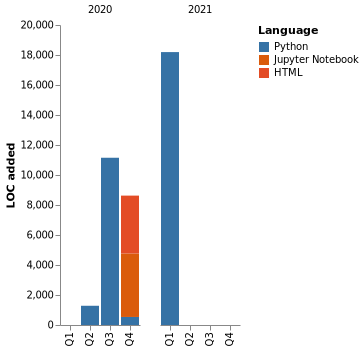 2020 2021
Language
Python
Jupyter Notebook
HTML
LOC added
20,000
18,000
16,000
14,000
12,000
10,000
8,000
6,000
4,000
2,000
0
Q1 Q2 Q3 Q4 Q1 Q2 Q3 Q4